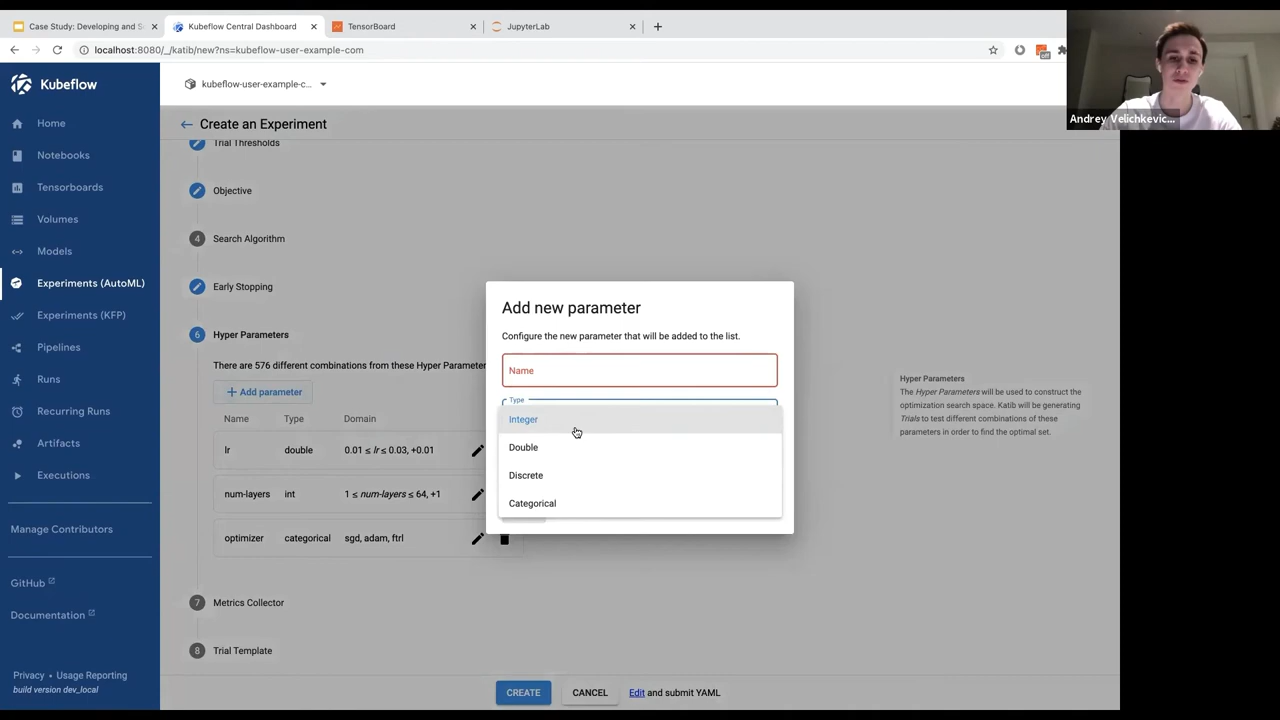 Case Study: Developing and S
Kubeflow Central Dashboard
TensorBoard
JupyterLab
localhost:8080/_/katib/new?ns=kubeflow-user-example-com
off
Andrey Velichkevic...
Kubeflow
Home
Notebooks
Tensorboards
Volumes
Models
Experiments (AutoML)
Experiments (KFP)
Pipelines
Runs
Recurring Runs
Artifacts
Executions
Manage Contributors
GitHub
Documentation
Privacy • Usage Reporting
build version dev_local
kubeflow-user-example-c...
Create an Experiment
Trial Thresholds
Objective
4 Search Algorithm
Early Stopping
6 Hyper Parameters
There are 576 different combinations from these Hyper Parameter
+ Add parameter
Name Type Domain
lr double 0.01 ≤ lr ≤ 0.03, +0.01
num-layers int 1 ≤ num-layers ≤ 64, +1
optimizer categorical sgd, adam, ftrl
7 Metrics Collector
8 Trial Template
Add new parameter
Configure the new parameter that will be added to the list.
Name
Type
Integer
Double
Discrete
Categorical
Hyper Parameters
The Hyper Parameters will be used to construct the
optimization search space. Katib will be generating
Trials to test different combinations of these
parameters in order to find the optimal set.
CREATE CANCEL Edit and submit YAML